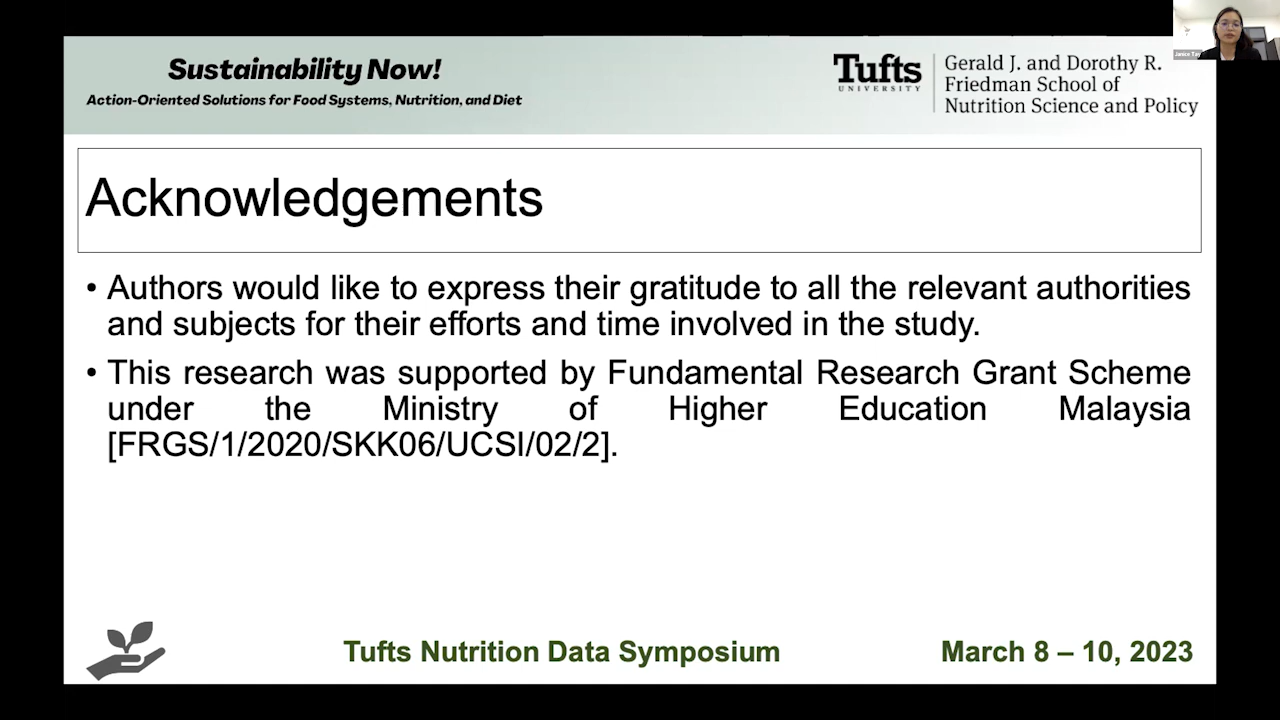 Sustainability Now!
Action-Oriented Solutions for Food Systems, Nutrition, and Diet
Tufts
UNIVERSITY
Gerald J. and Dorothy R.
Friedman School of
Nutrition Science and Policy
Acknowledgements
• Authors would like to express their gratitude to all the relevant authorities
and subjects for their efforts and time involved in the study.
• This research was supported by Fundamental Research Grant Scheme
under the Ministry of Higher Education Malaysia
[FRGS/1/2020/SKK06/UCSI/02/2].
Tufts Nutrition Data Symposium
March 8 – 10, 2023